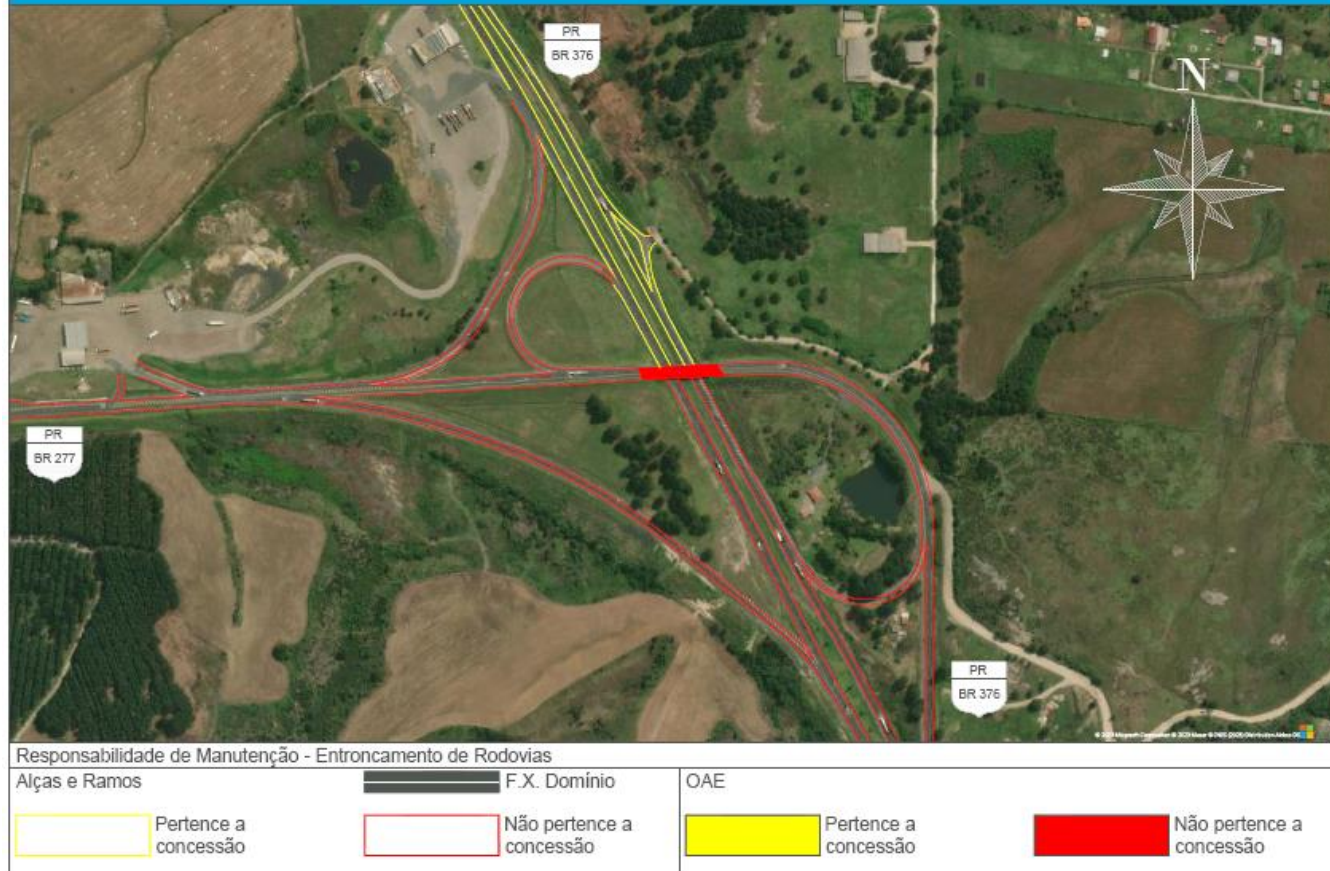 PR
BR 376
N
PR
BR 277
PR
BR 376
Responsabilidade de Manutenção - Entroncamento de Rodovias
Alças e Ramos
F.X. Domínio
OAE
Pertence a
concessão
Não pertence a
concessão
Pertence a
concessão
Não pertence a
concessão